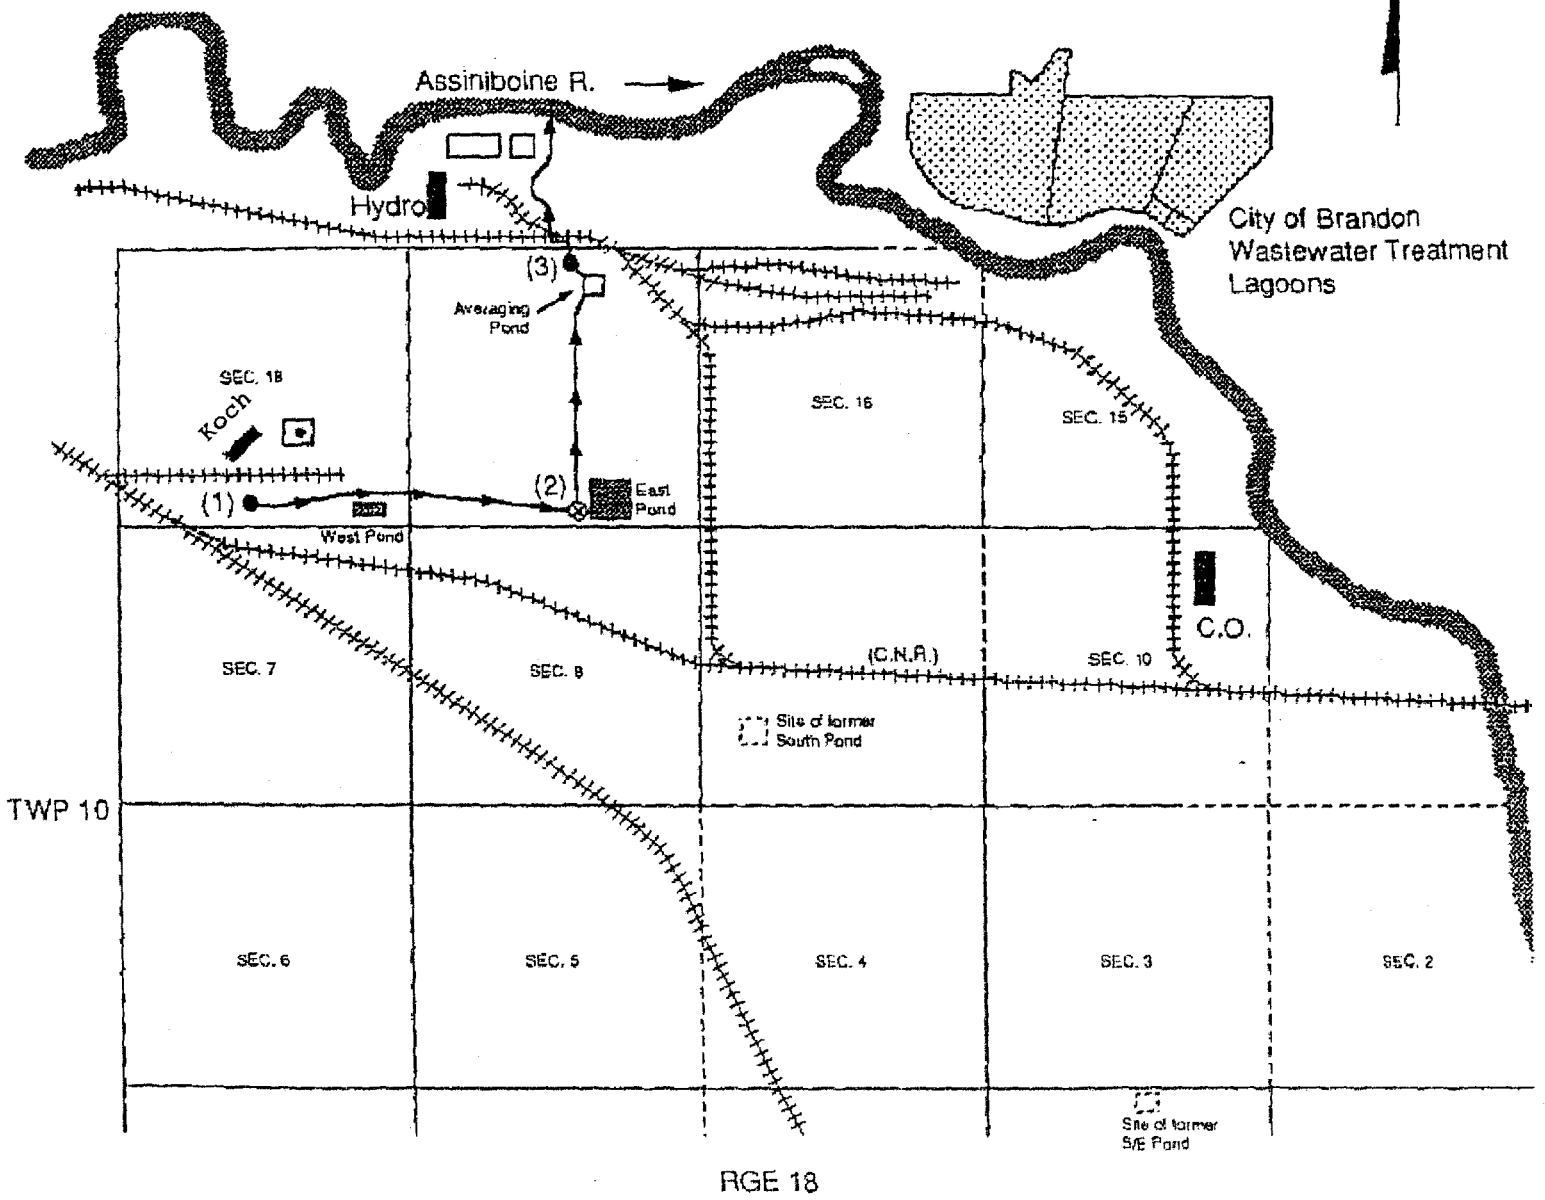 Assiniboine R.
Hydro
City of Brandon
Wastewater Treatment
Lagoons
(3)
Averaging
Pond
SEC. 18
Koch
SEC. 16
SEC. 15
(1)
(2)
East
Pond
West Pond
C.O.
(C.N.R.)
SEC. 7
SEC. 8
SEC. 10
Site of former
South Pond
TWP 10
SEC. 6
SEC. 5
SEC. 4
SEC. 3
SEC. 2
Site of former
S/E Pond
RGE 18